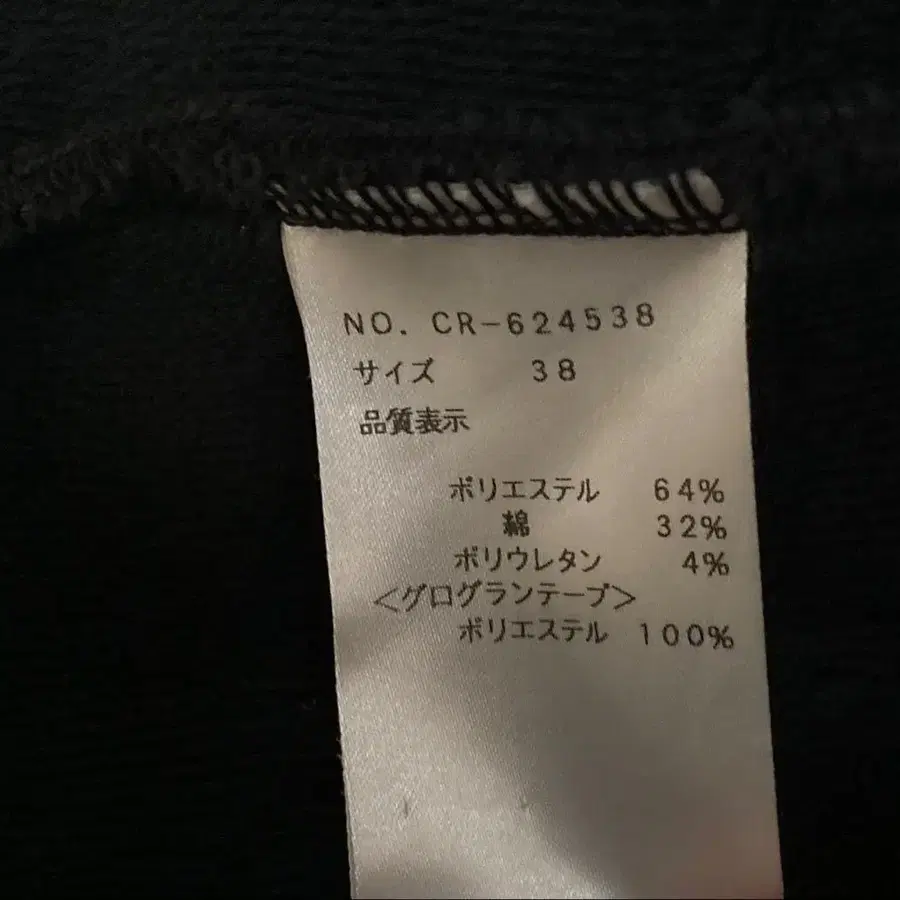 NO. CR-624538
サイズ 38
品質表示
ポリエステル 64%
綿 32%
ポリウレタン 4%
<グログランテープ>
ポリエステル 100%